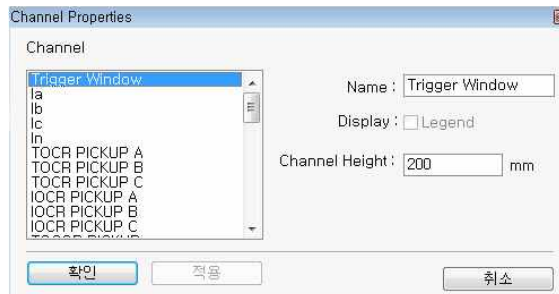 Channel Properties
Channel
Trigger Window
Ia
Ib
Ic
In
TOCR PICKUP A
TOCR PICKUP B
TOCR PICKUP C
IOCR PICKUP A
IOCR PICKUP B
IOCR PICKUP C
Name : Trigger Window
Display : Legend
Channel Height : 200 mm
확인 적용 취소